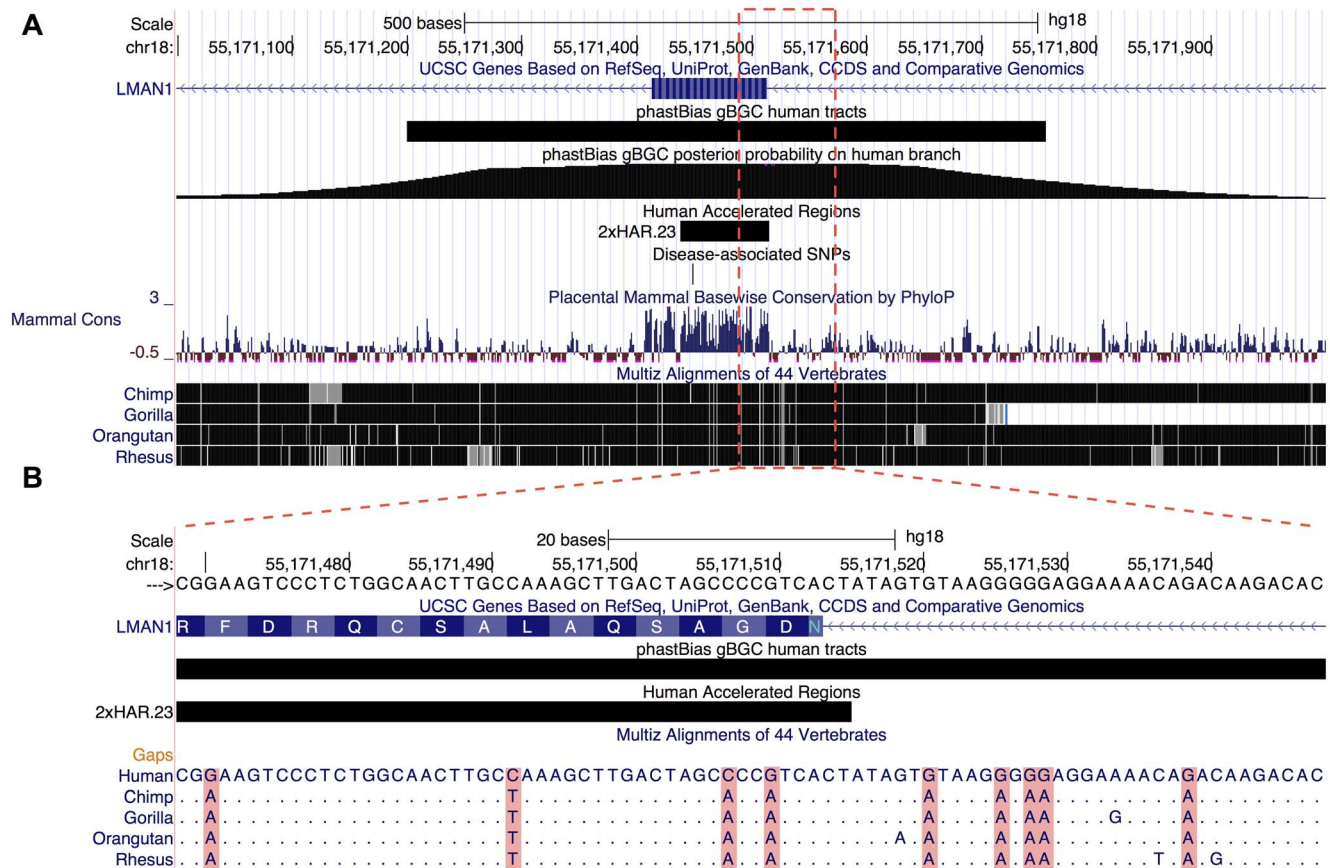 A
Scale
500 bases
hg18
chr18:
55,171,100
55,171,200
55,171,300
55,171,400
55,171,500
55,171,600
55,171,700
55,171,800
55,171,900
UCSC Genes Based on RefSeq, UniProt, GenBank, CCDS and Comparative Genomics
LMAN1
phastBias gBGC human tracts
phastBias gBGC posterior probability on human branch
Human Accelerated Regions
2xHAR.23
Disease-associated SNPs
3 _
Placental Mammal Basewise Conservation by PhyloP
Mammal Cons
-0.5 _
Multiz Alignments of 44 Vertebrates
Chimp
Gorilla
Orangutan
Rhesus
B
Scale
20 bases
hg18
chr18:
55,171,480
55,171,490
55,171,500
55,171,510
55,171,520
55,171,530
55,171,540
---> CGGAAGTCCCTCTGGCAACTTGCCAAAGCTTGACTAGCCCCGTCACTATAGTGTAAGGGGGAGGAAAACAGACAAGACAC
UCSC Genes Based on RefSeq, UniProt, GenBank, CCDS and Comparative Genomics
LMAN1 R F D R Q C S A L A Q S A G D N
phastBias gBGC human tracts
Human Accelerated Regions
2xHAR.23
Multiz Alignments of 44 Vertebrates
Gaps
Human CGGAAGTCCCTCTGGCAACTTGCCAAAGCTTGACTAGCCCCGTCACTATAGTGTAAGGGGGAGGAAAACAGACAAGACAC
Chimp ..A....................T..............A..A..........A....A.AA.........A.........
Gorilla ..A....................T..............A..A..........A....A.AA....G....A.........
Orangutan ..A....................T..............A..A........A.A....A.AA.........A.........
Rhesus ..A....................T..............A..A..........A....A.AA.......T.A.G.......